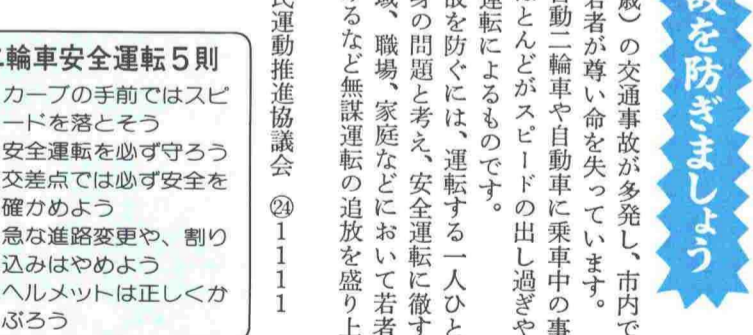 故を防ぎましょう
歳）の交通事故が多発し、市内で
若者が尊い命を失っています。
自動二輪車や自動車に乗車中の事
ほとんどがスピードの出し過ぎや
運転によるものです。
故を防ぐには、運転する一人ひと
身の問題と考え、安全運転に徹す
域、職場、家庭などにおいて若者
するなど無謀運転の追放を盛り上
民運動推進協議会 ㉔1111
二輪車安全運転5則
カーブの手前ではスピ
ードを落とそう
安全運転を必ず守ろう
交差点では必ず安全を
確かめよう
急な進路変更や、割り
込みはやめよう
ヘルメットは正しくか
ぶろう